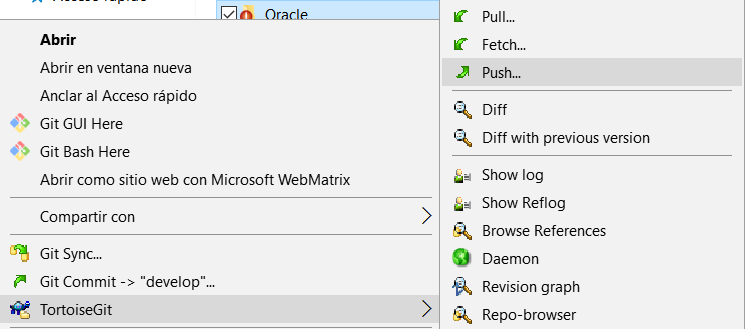 Acceso rápido
Oracle
Abrir
Abrir en ventana nueva
Anclar al Acceso rápido
Git GUI Here
Git Bash Here
Abrir como sitio web con Microsoft WebMatrix
Compartir con
Git Sync...
Git Commit -> "develop"...
TortoiseGit
Pull...
Fetch...
Push...
Diff
Diff with previous version
Show log
Show Reflog
Browse References
Daemon
Revision graph
Repo-browser